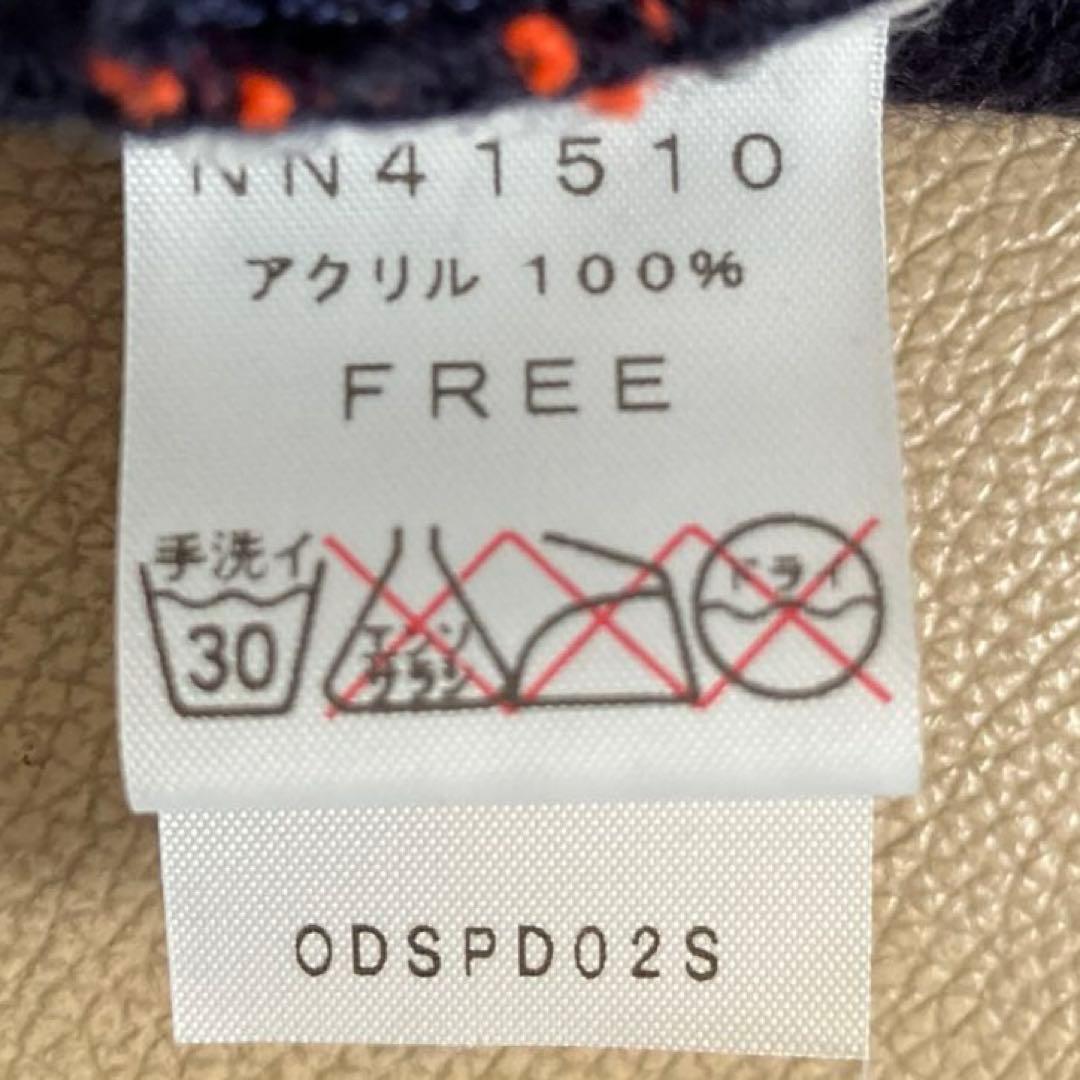 NN41510
アクリル 100%
FREE
手洗イ
30
エンソ
サラシ
ドライ
ODSPD02S